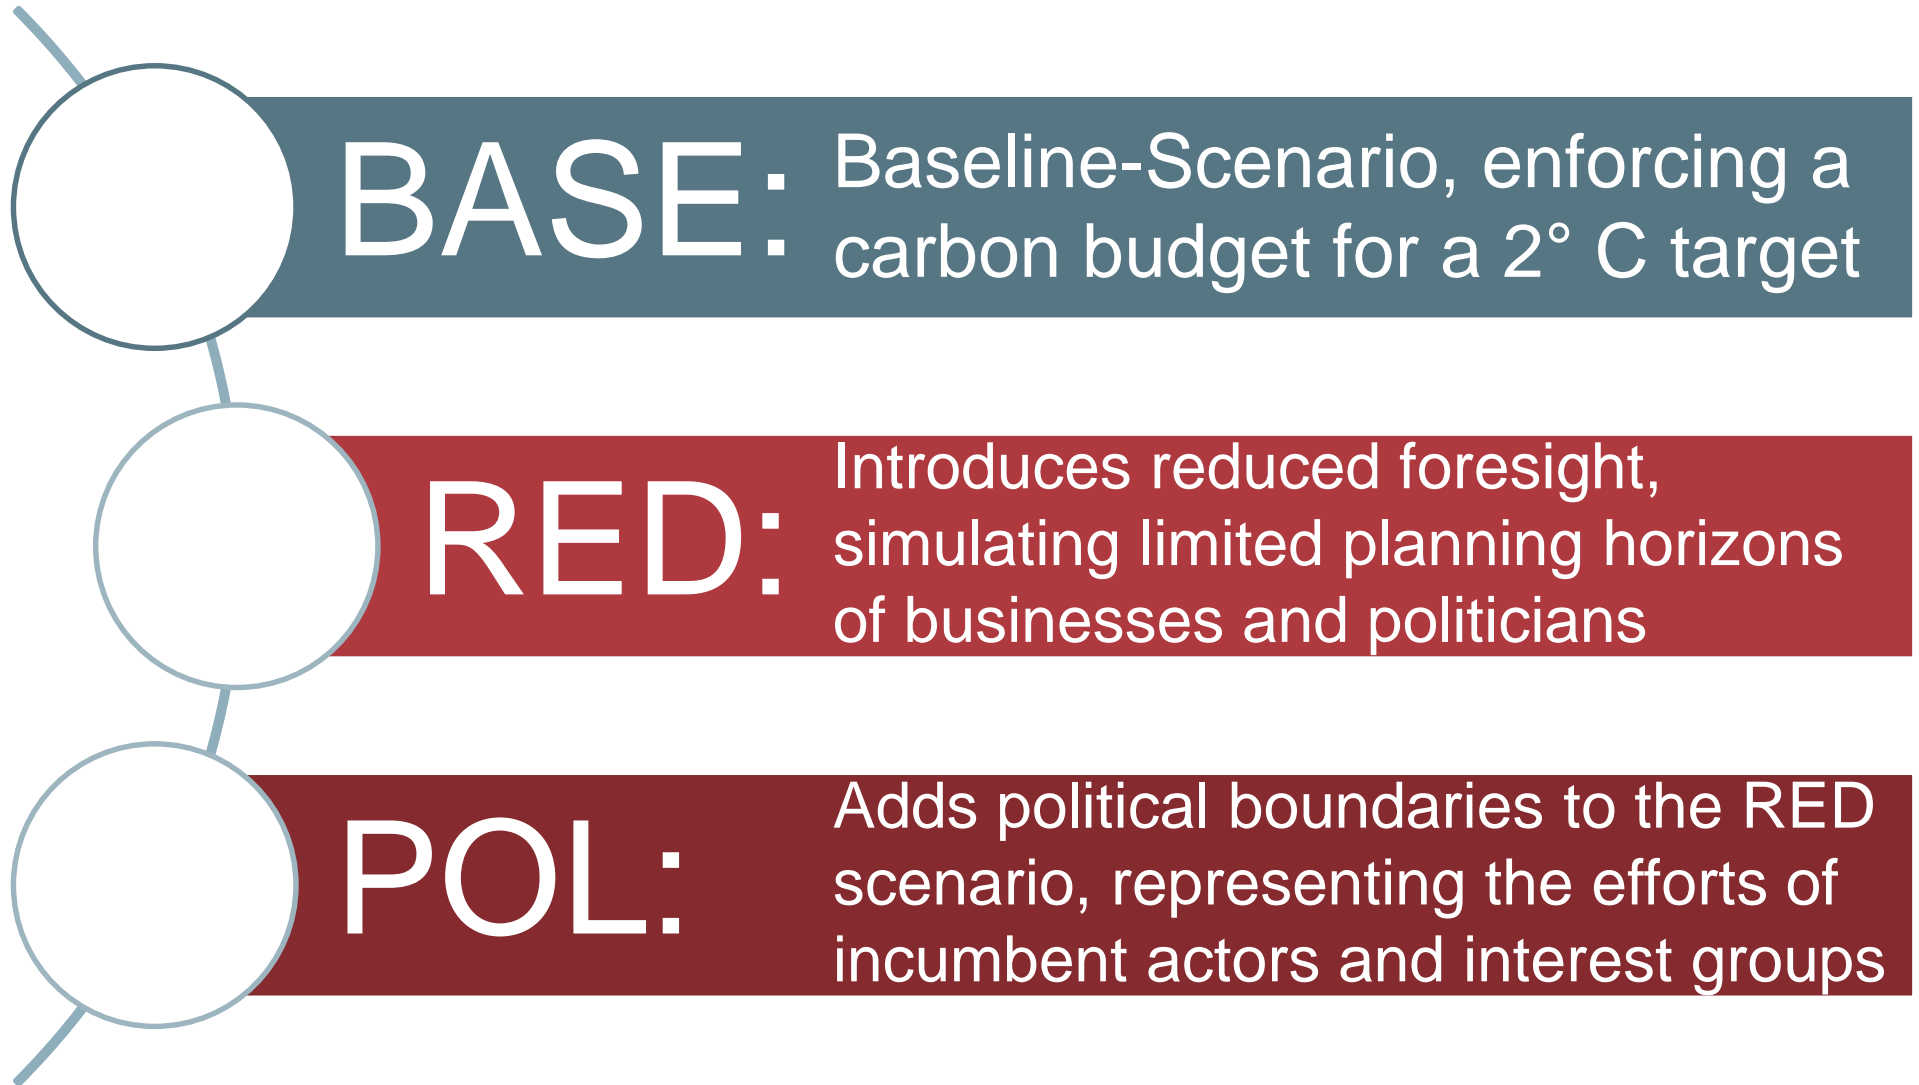 BASE:
Baseline-Scenario, enforcing a
carbon budget for a 2° C target
RED:
Introduces reduced foresight,
simulating limited planning horizons
of businesses and politicians
POL:
Adds political boundaries to the RED
scenario, representing the efforts of
incumbent actors and interest groups